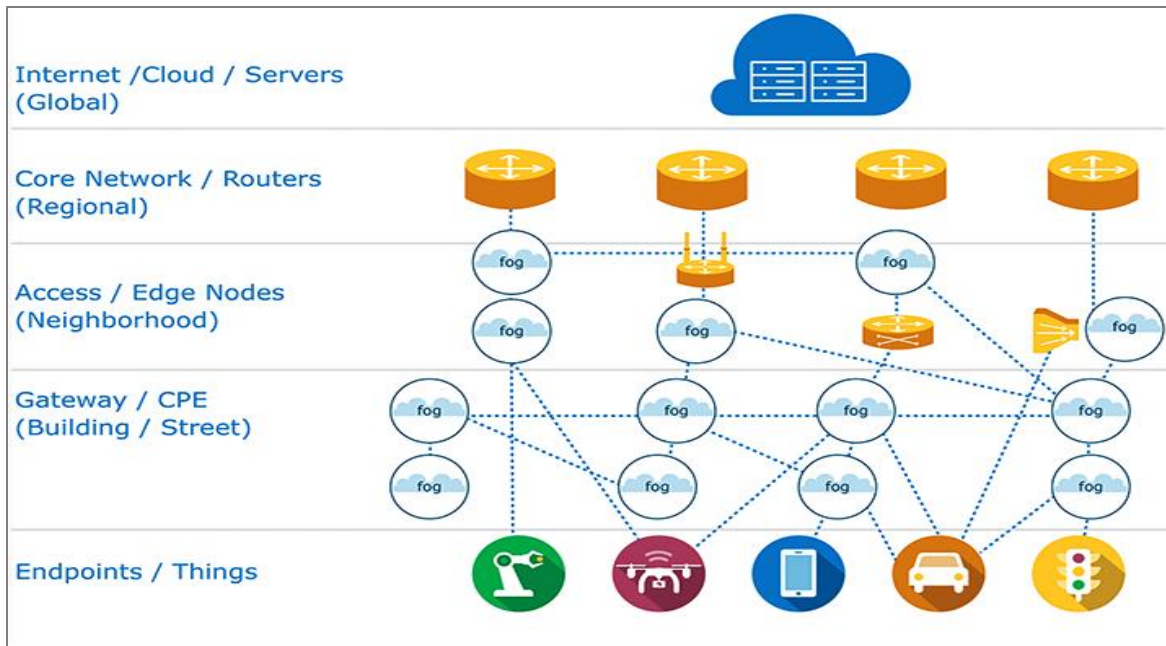 Internet /Cloud / Servers
(Global)
Core Network / Routers
(Regional)
fog
fog
Access / Edge Nodes
(Neighborhood)
fog
fog
fog
Gateway / CPE
(Building / Street)
fog
fog
fog
fog
fog
fog
fog
fog
Endpoints / Things